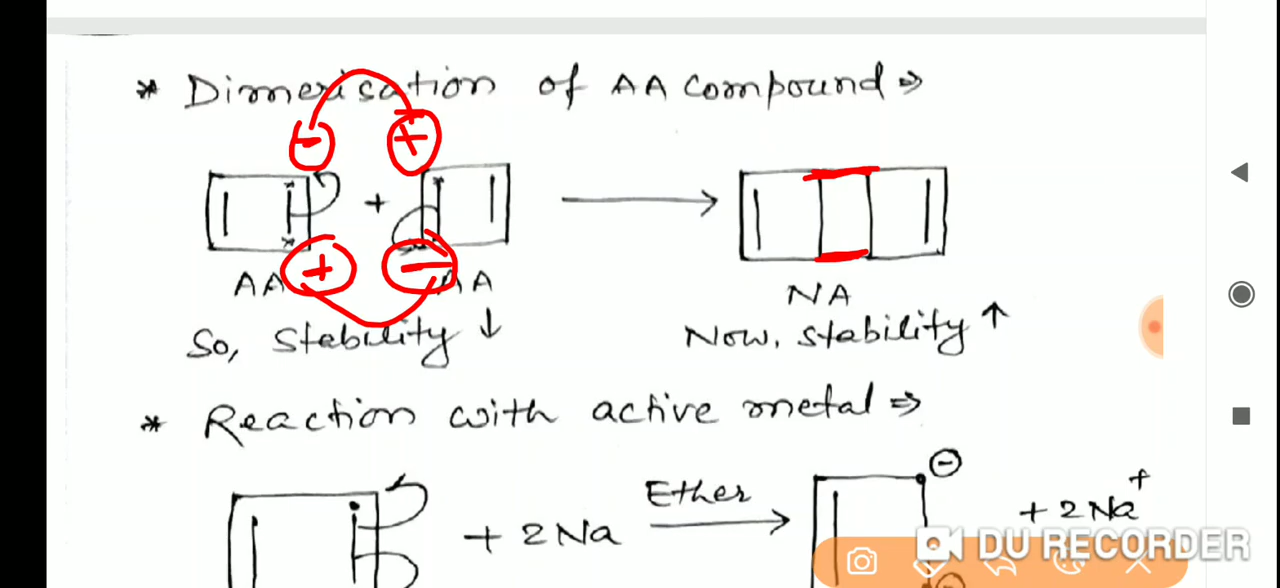 * Dimerisation of AA compound ⇒
⊖ ⊕
+ →
⊕ ⊖
AA AA NA
So, Stability ↓ Now, stability ↑
* Reaction with active metal ⇒
⊖
+ 2Na Ether → + 2Na⁺
⊖
DU RECORDER